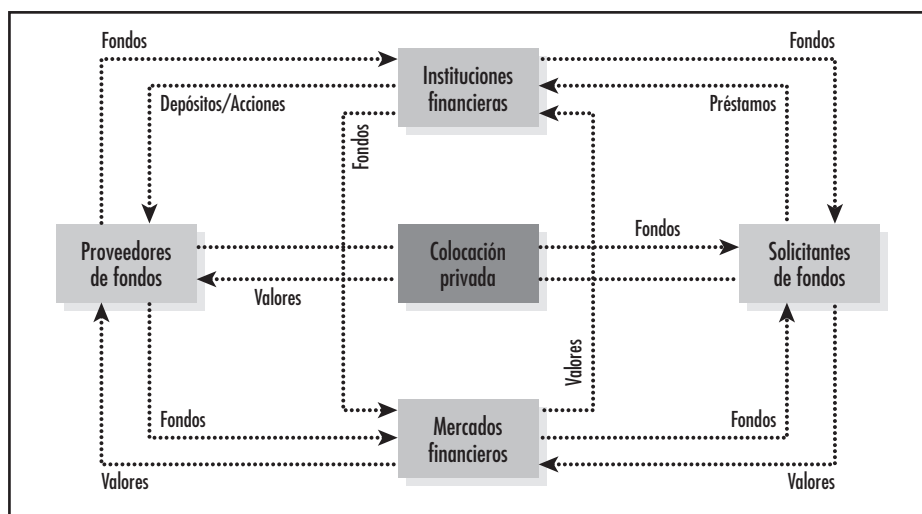 Fondos
Fondos
Instituciones
financieras
Depósitos/Acciones
Préstamos
Fondos
Proveedores
de fondos
Colocación
privada
Fondos
Solicitantes
de fondos
Valores
Valores
Fondos
Mercados
financieros
Fondos
Valores
Valores